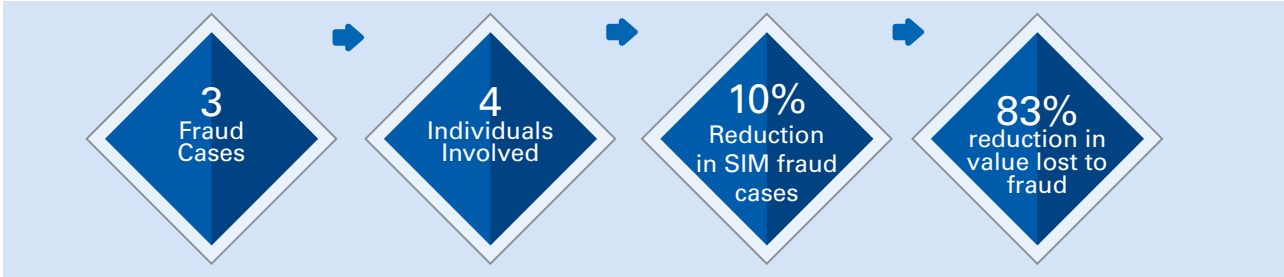 3
Fraud
Cases
4
Individuals
Involved
10%
Reduction
in SIM fraud
cases
83%
reduction in
value lost to
fraud